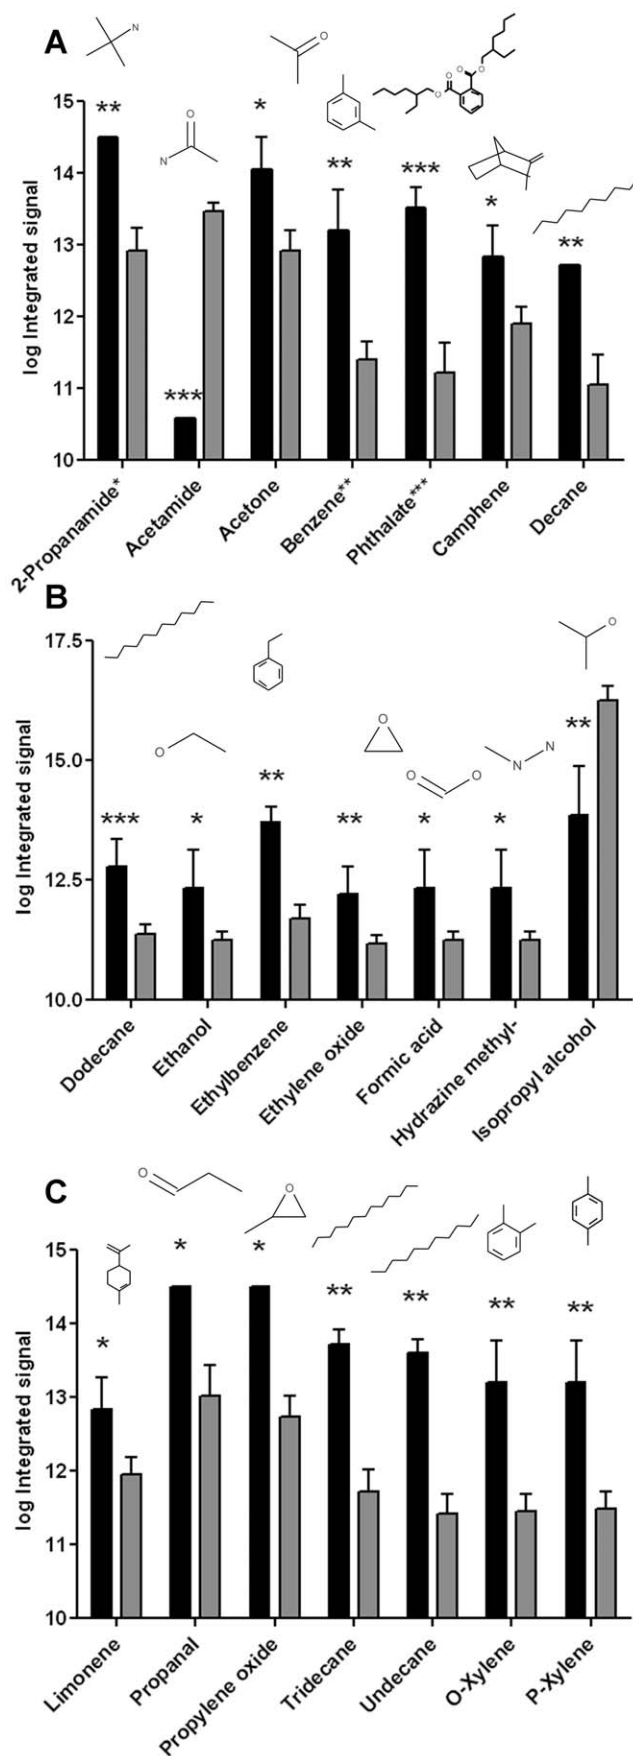 A
N
O
O
O
O
O
O
N
15
** * ** *** * **
14
13
12
***
11
10
log Integrated signal
2-Propanamide*
Acetamide
Acetone
Benzene**
Phthalate***
Camphene
Decane
B
17.5
O
O
O
O
O
N
N
15.0
*** * ** ** * * **
12.5
10.0
log Integrated signal
Dodecane
Ethanol
Ethylbenzene
Ethylene oxide
Formic acid
Hydrazine methyl-
Isopropyl alcohol
C
O
O
15
* * * ** ** ** **
14
13
12
11
10
log Integrated signal
Limonene
Propanal
Propylene oxide
Tridecane
Undecane
O-Xylene
P-Xylene